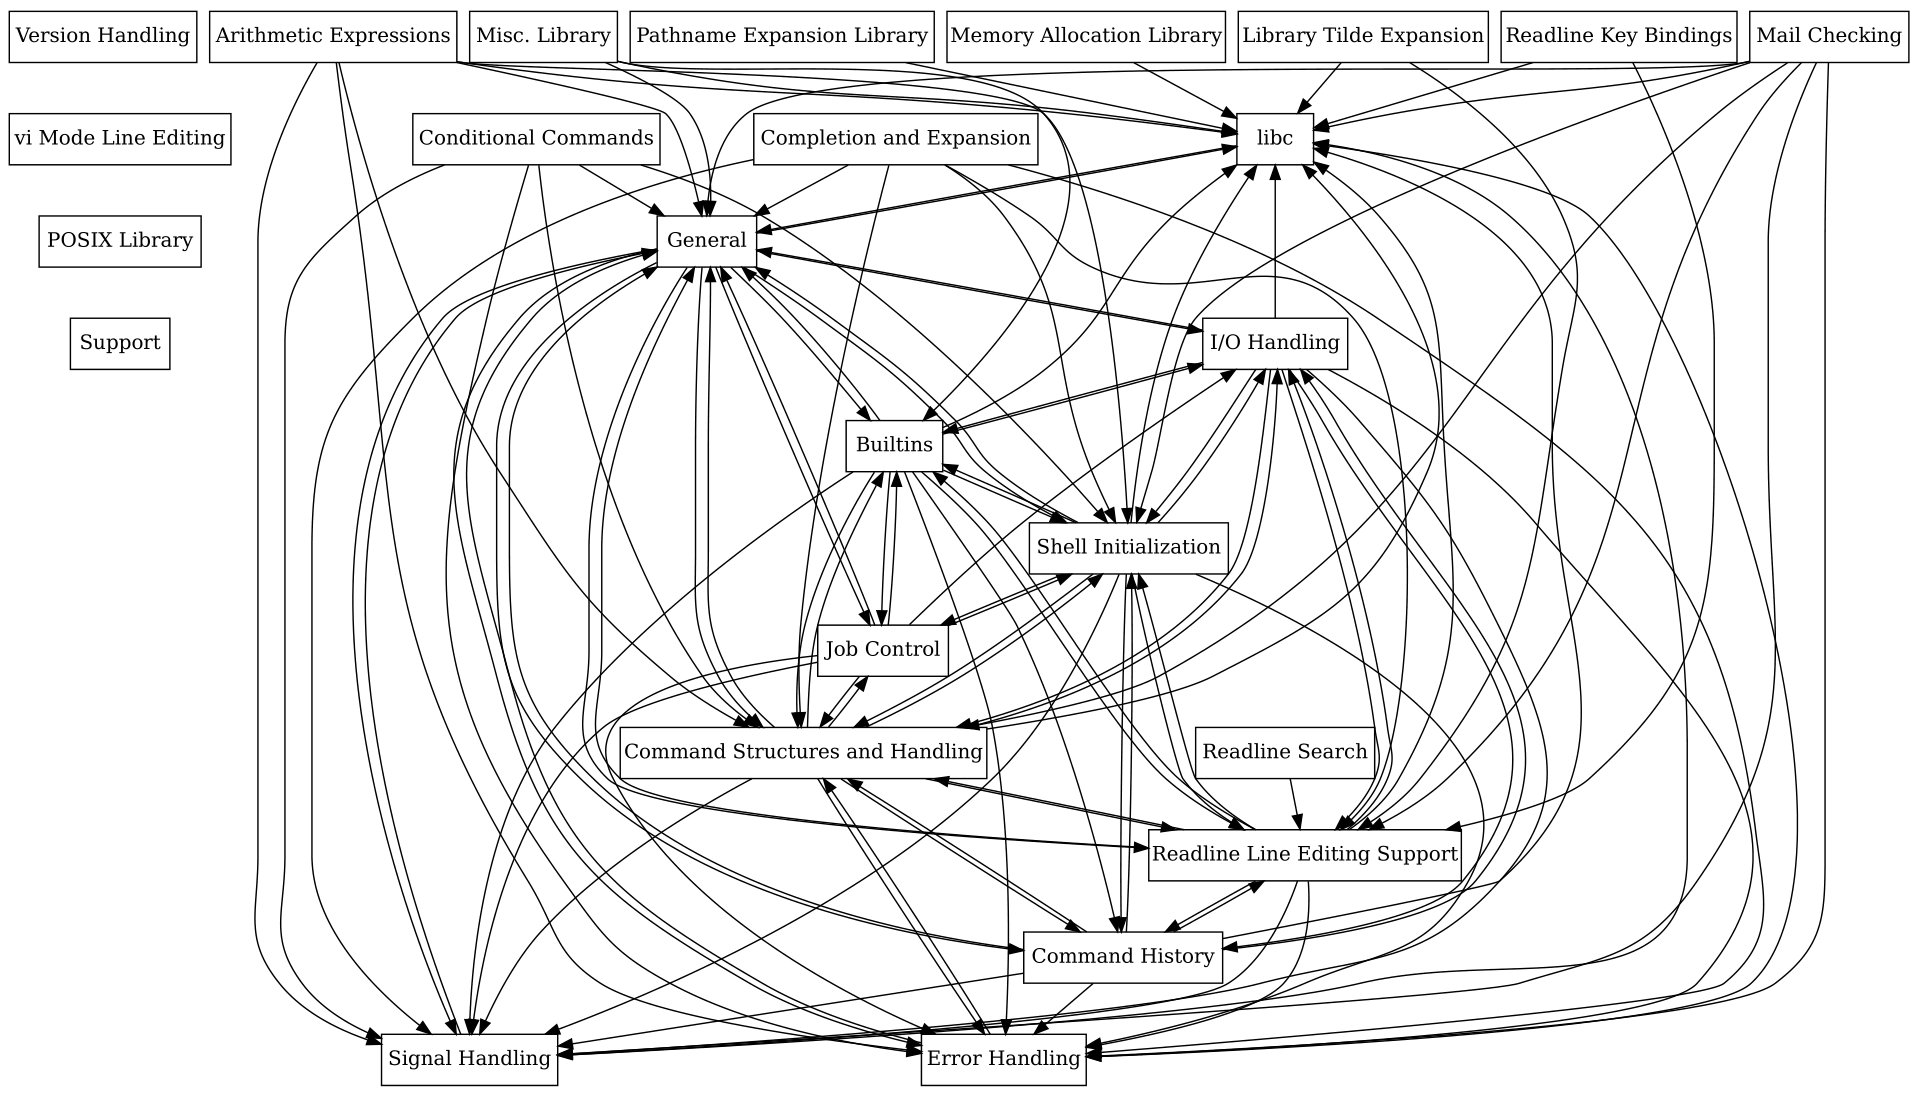 Version Handling
Arithmetic Expressions
Misc. Library
Pathname Expansion Library
Memory Allocation Library
Library Tilde Expansion
Readline Key Bindings
Mail Checking
vi Mode Line Editing
Conditional Commands
Completion and Expansion
libc
POSIX Library
General
Support
I/O Handling
Builtins
Shell Initialization
Job Control
Command Structures and Handling
Readline Search
Readline Line Editing Support
Command History
Signal Handling
Error Handling